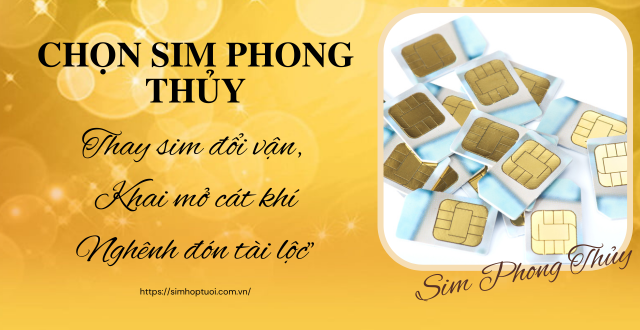 CHỌN SIM PHONG
THỦY
Thay sim đổi vận,
Khai mở cát khí
Nghênh đón tài lộc”
https://simhoptuoi.com.vn/
Sim Phong Thủy